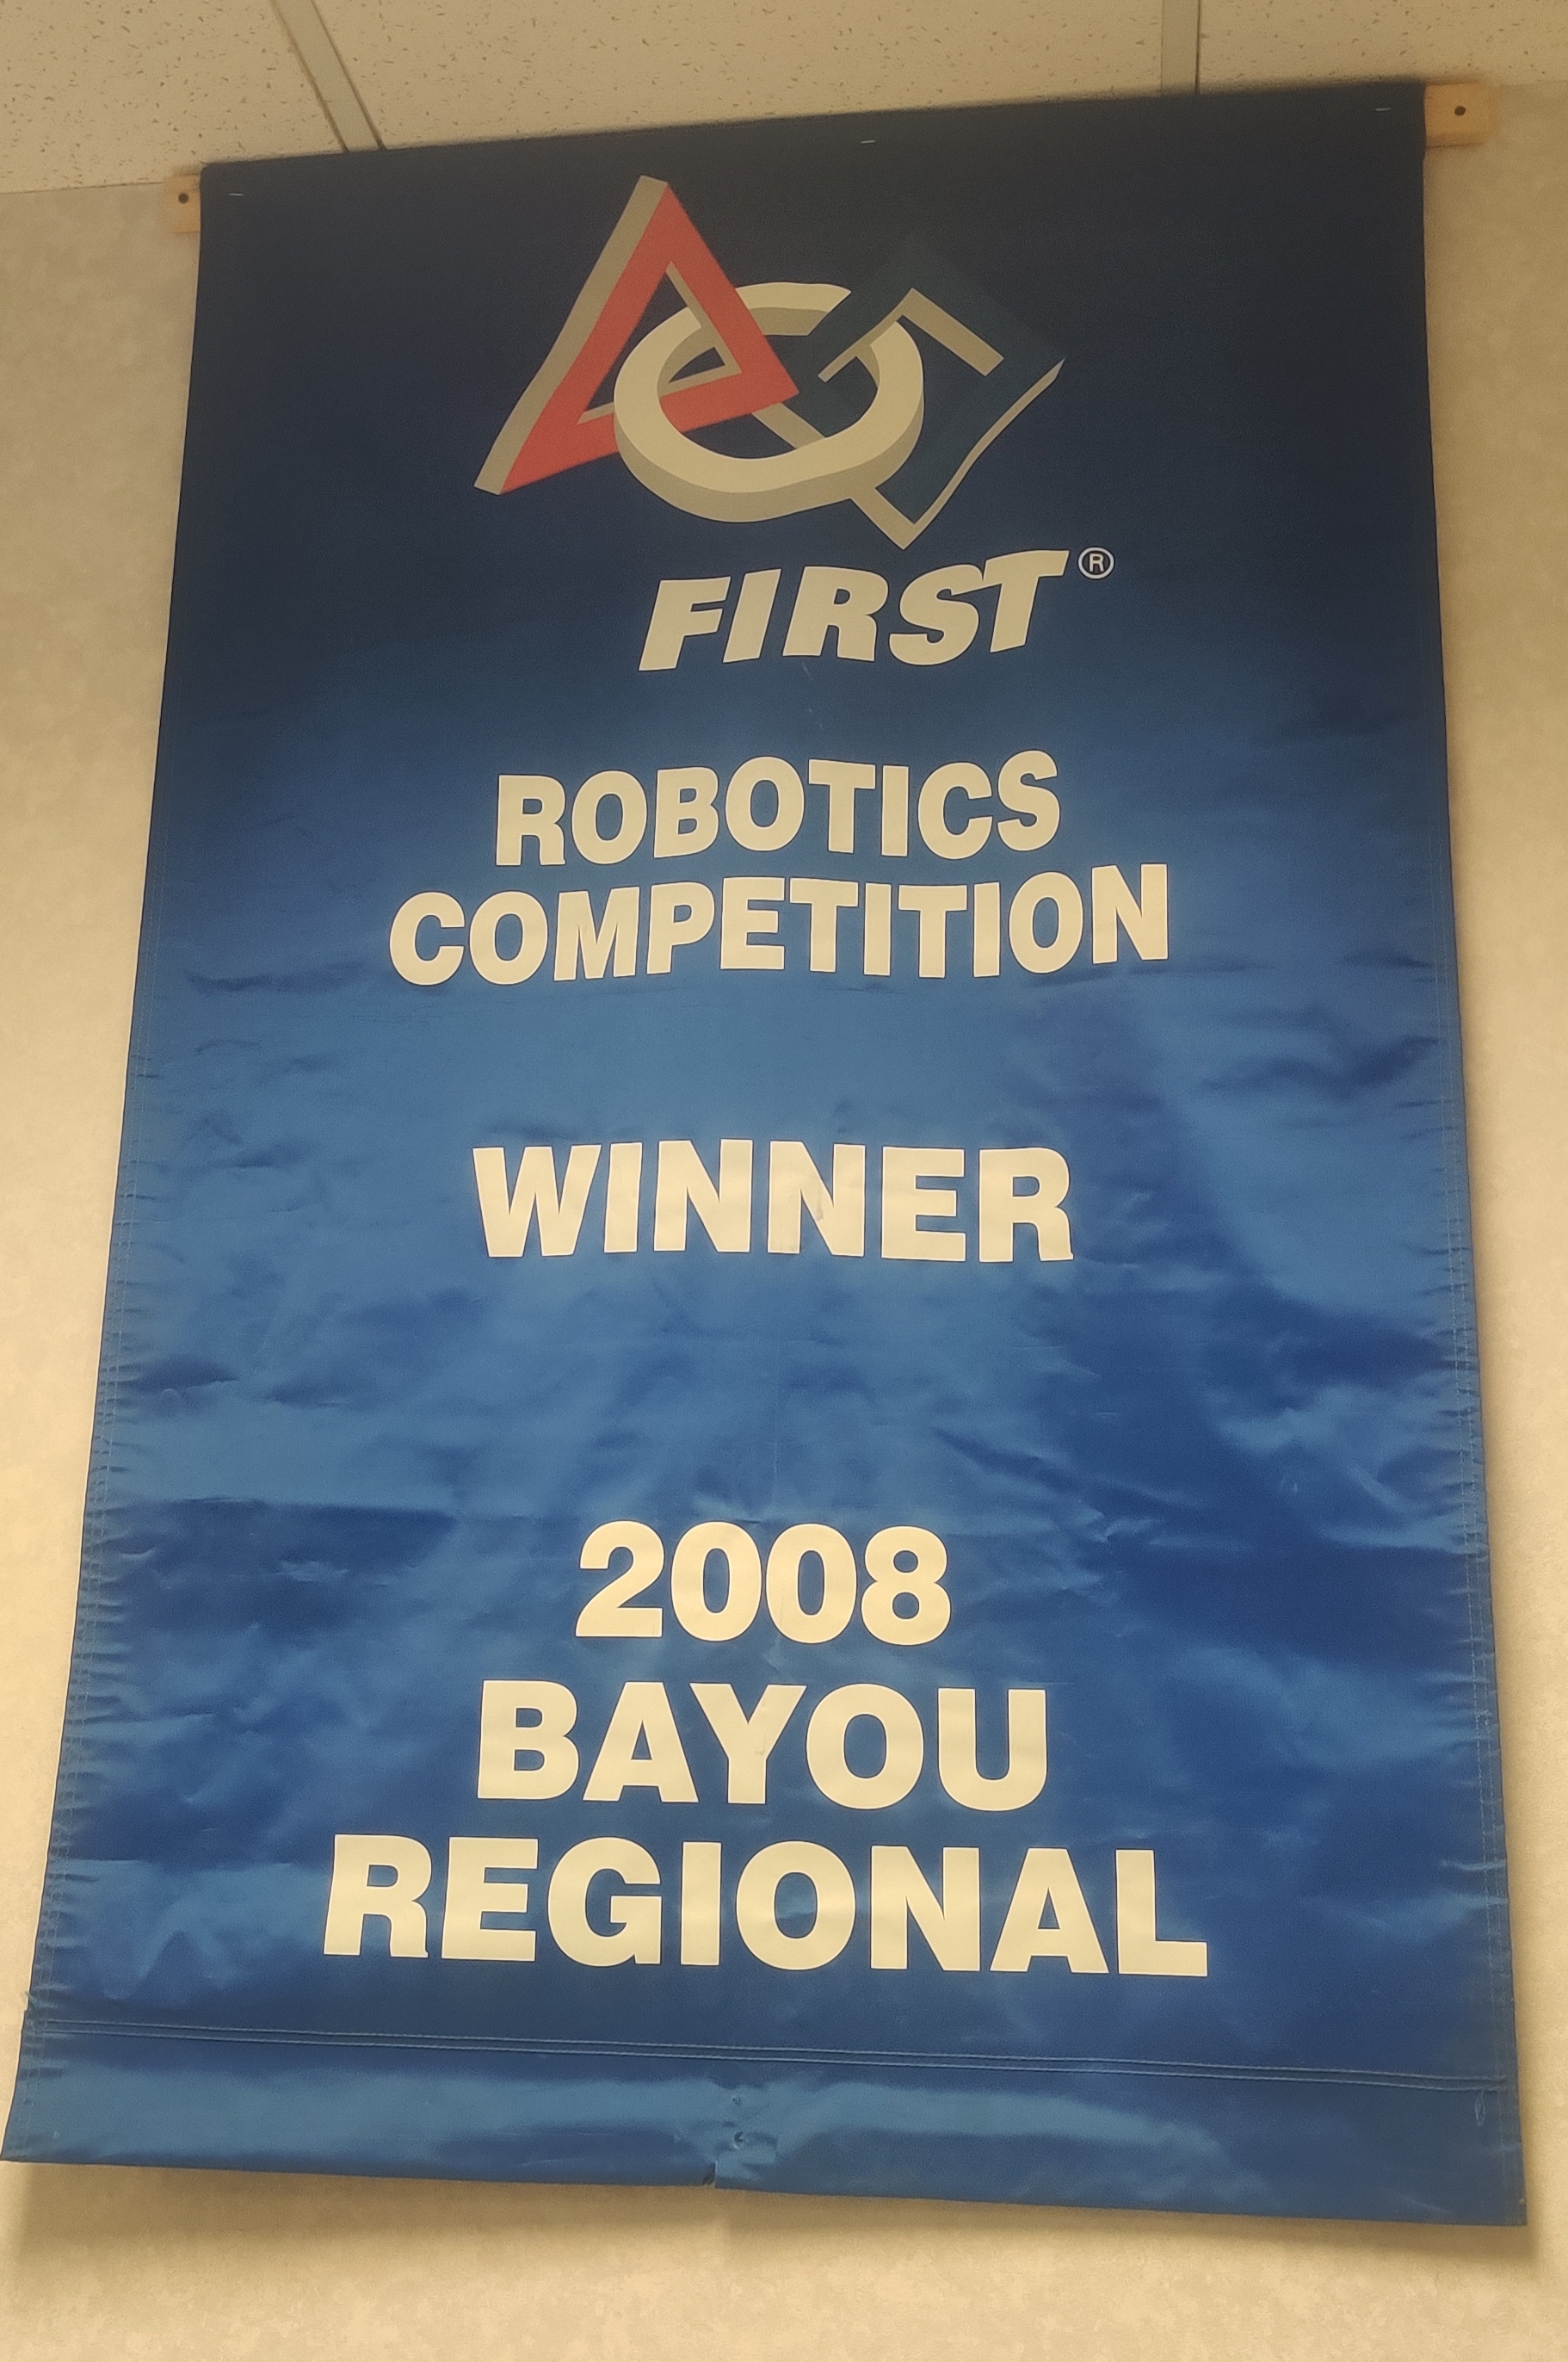 FIRST®
ROBOTICS
COMPETITION
WINNER
2008
BAYOU
REGIONAL